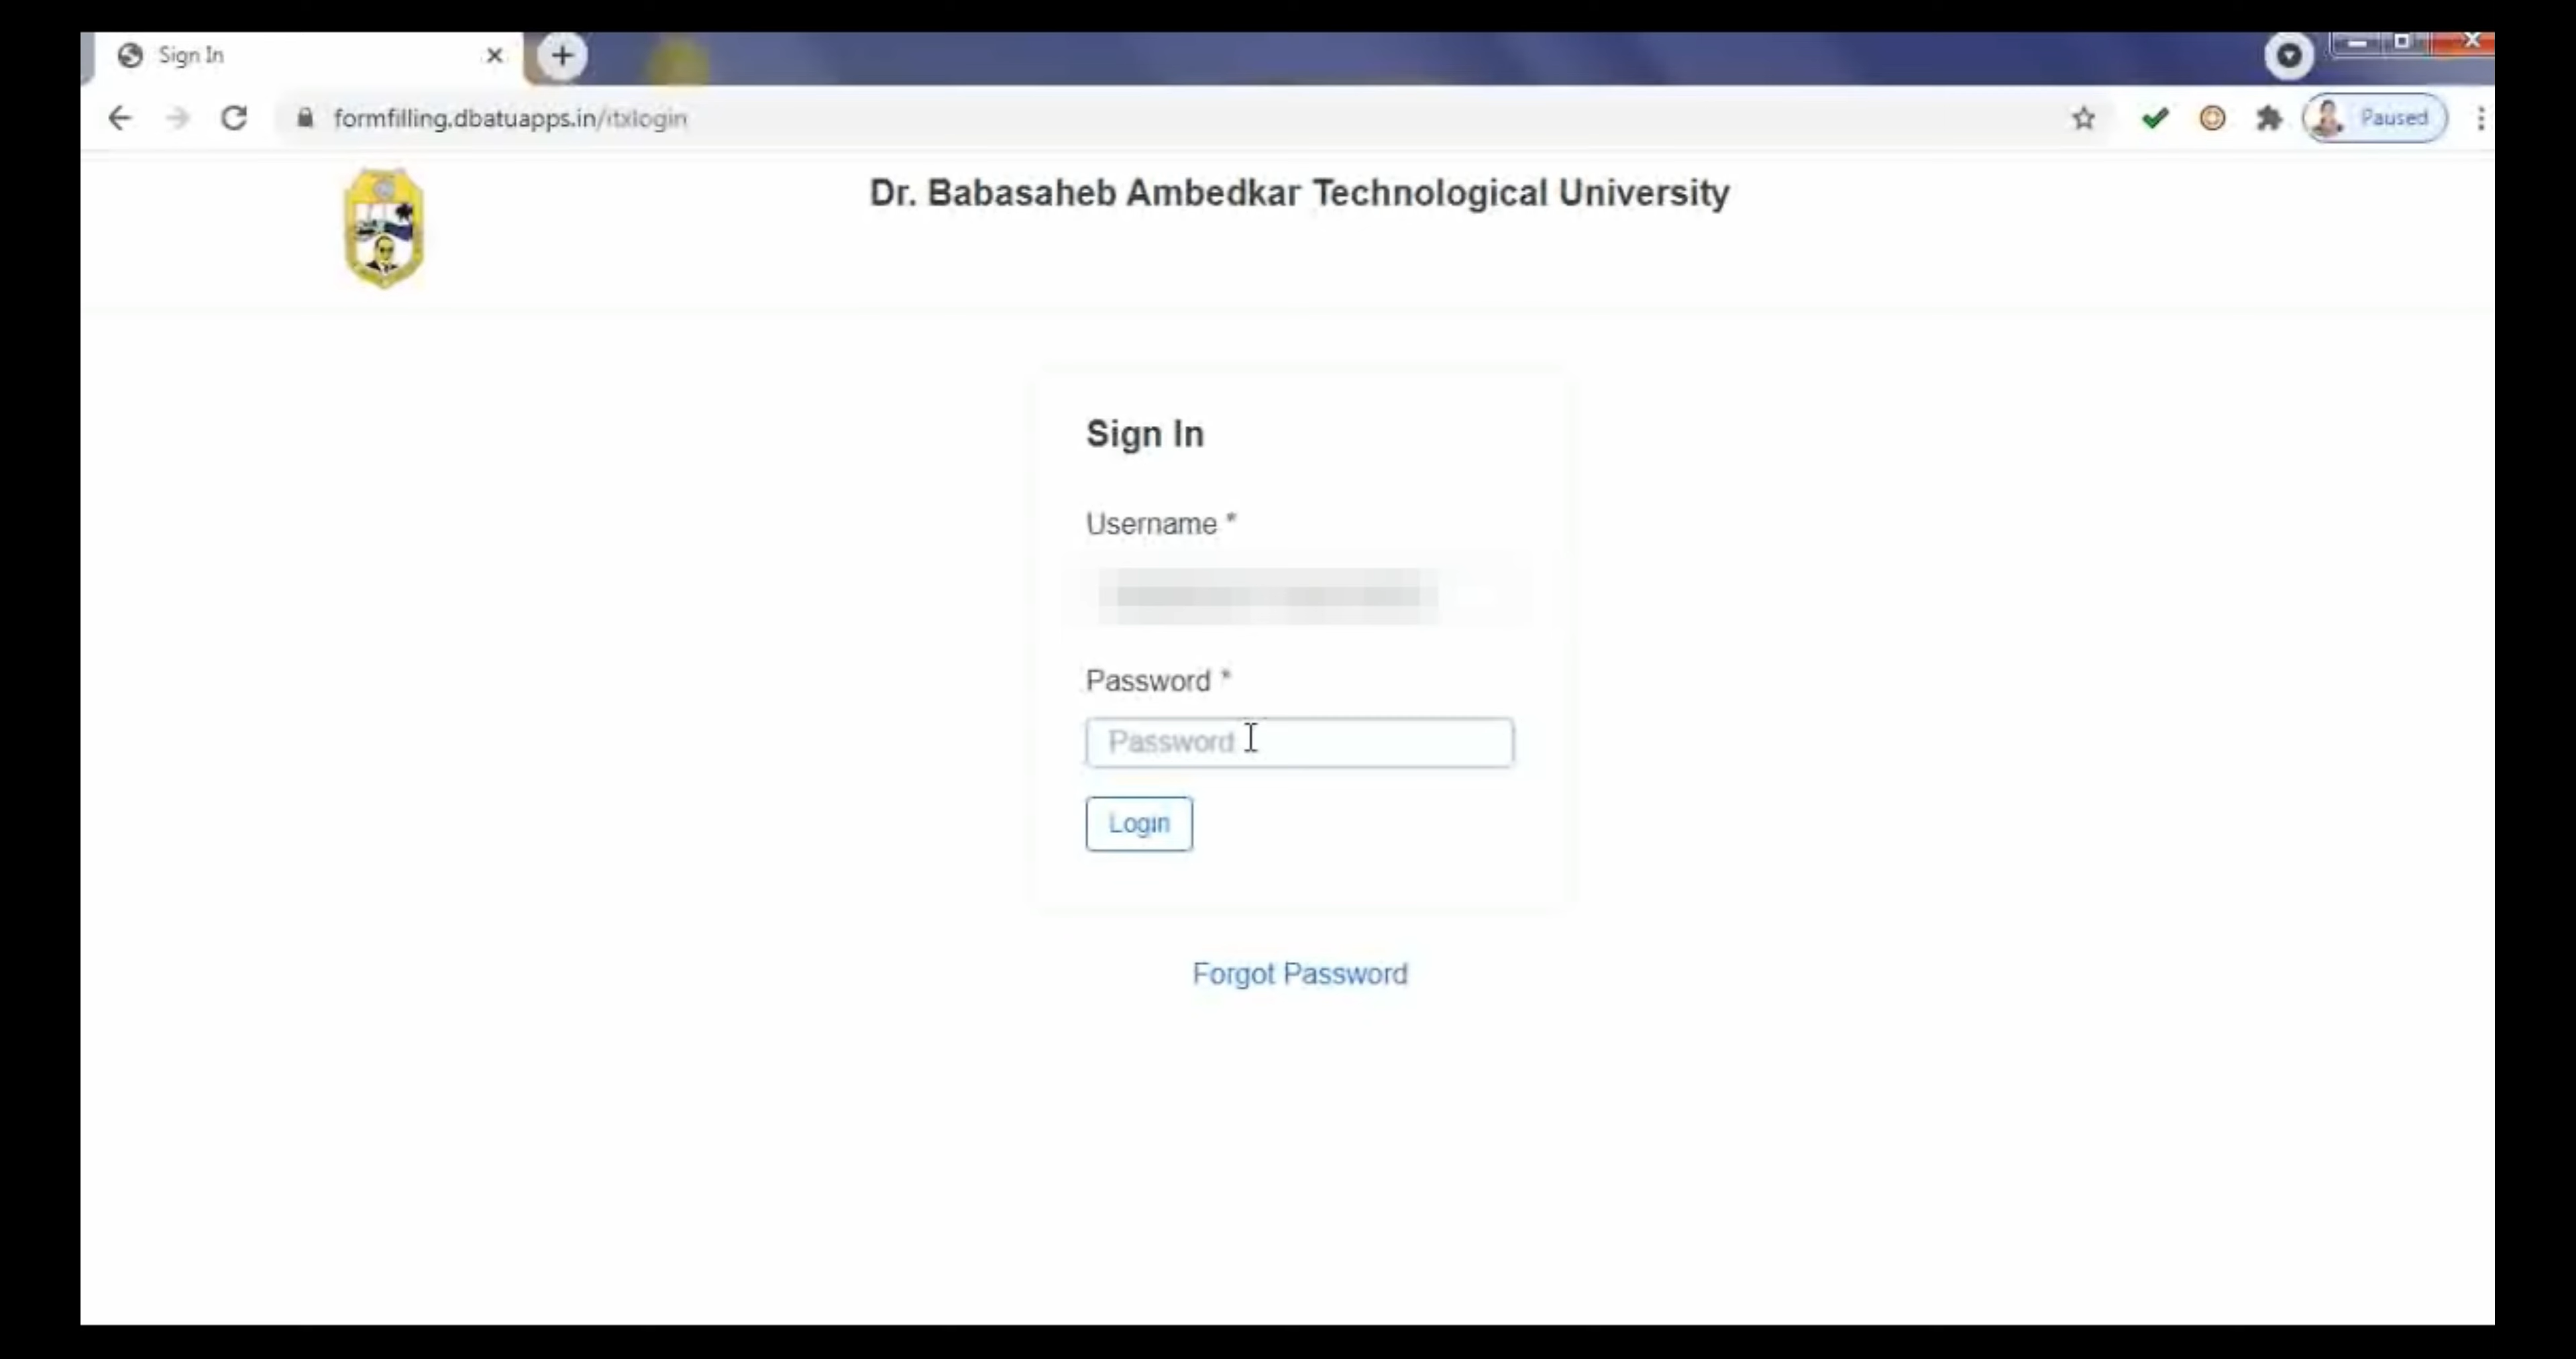 Sign In
formfilling.dbatuapps.in/itxlogin
Paused
Dr. Babasaheb Ambedkar Technological University
Sign In
Username *
Password *
Password
Login
Forgot Password